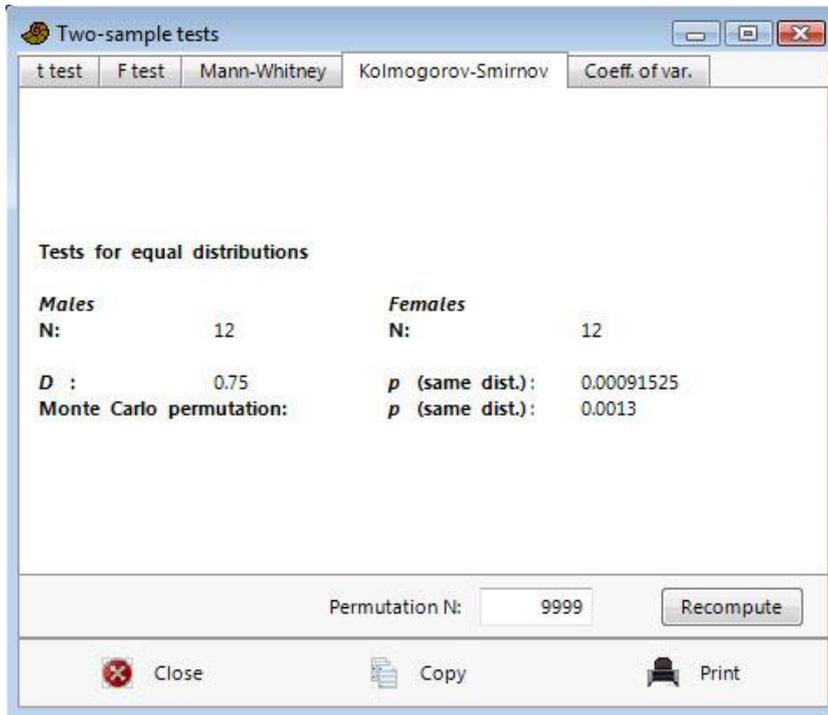 Two-sample tests
t test F test Mann-Whitney Kolmogorov-Smirnov Coeff. of var.
Tests for equal distributions
Males Females
N: 12 N: 12
D : 0.75 p (same dist.): 0.00091525
Monte Carlo permutation: p (same dist.): 0.0013
Permutation N: 9999 Recompute
Close Copy Print